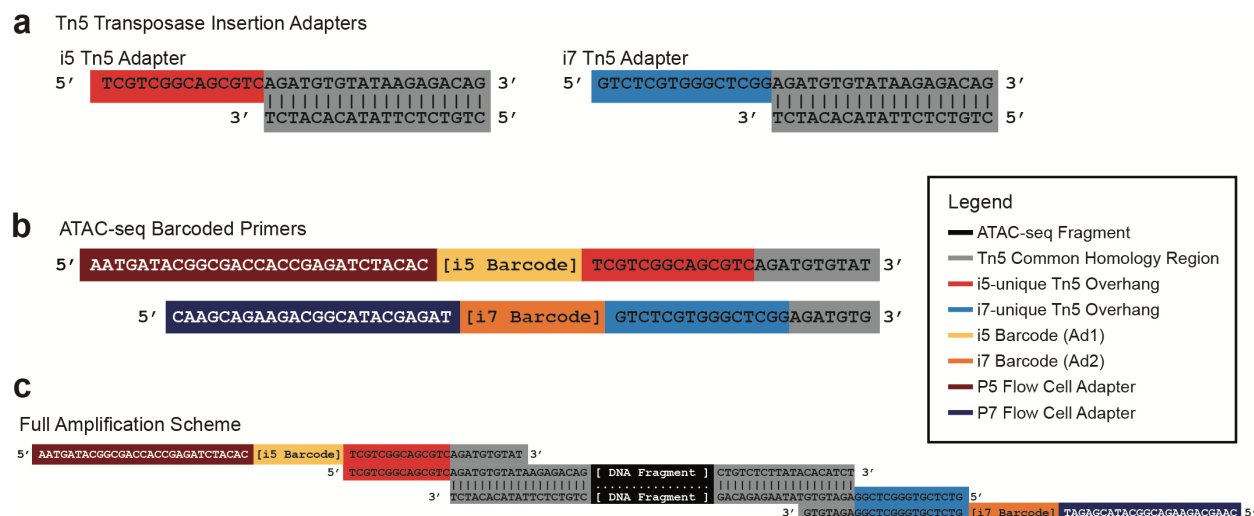 a Tn5 Transposase Insertion Adapters
i5 Tn5 Adapter
5′ TCGTCGGCAGCGTCAGATGTGTATAAGAGACAG 3′
3′ TCTACACATATTCTCTGTC 5′
i7 Tn5 Adapter
5′ GTCTCGTGGGCTCGGAGATGTGTATAAGAGACAG 3′
3′ TCTACACATATTCTCTGTC 5′
b ATAC-seq Barcoded Primers
5′ AATGATACGGCGACCACCGAGATCTACAC [i5 Barcode] TCGTCGGCAGCGTCAGATGTGTAT 3′
5′ CAAGCAGAAGACGGCATACGAGAT [i7 Barcode] GTCTCGTGGGCTCGGAGATGTG 3′
Legend
ATAC-seq Fragment
Tn5 Common Homology Region
i5-unique Tn5 Overhang
i7-unique Tn5 Overhang
i5 Barcode (Ad1)
i7 Barcode (Ad2)
P5 Flow Cell Adapter
P7 Flow Cell Adapter
c
Full Amplification Scheme
5′ AATGATACGGCGACCACCGAGATCTACAC [i5 Barcode] TCGTCGGCAGCGTCAGATGTGTAT 3′
5′ TCGTCGGCAGCGTCAGATGTGTATAAGAGACAG [ DNA Fragment ] CTGTCTCTTATACACATCT 3′
3′ TCTACACATATTCTCTGTC [ DNA Fragment ] GACAGAGAATATGTGTAGAGGCTCGGGTGCTCTG 5′
3′ GTGTAGAGGCTCGGGTGCTCTG [i7 Barcode] TAGAGCATACGGCAGAAGACGAAC 5′